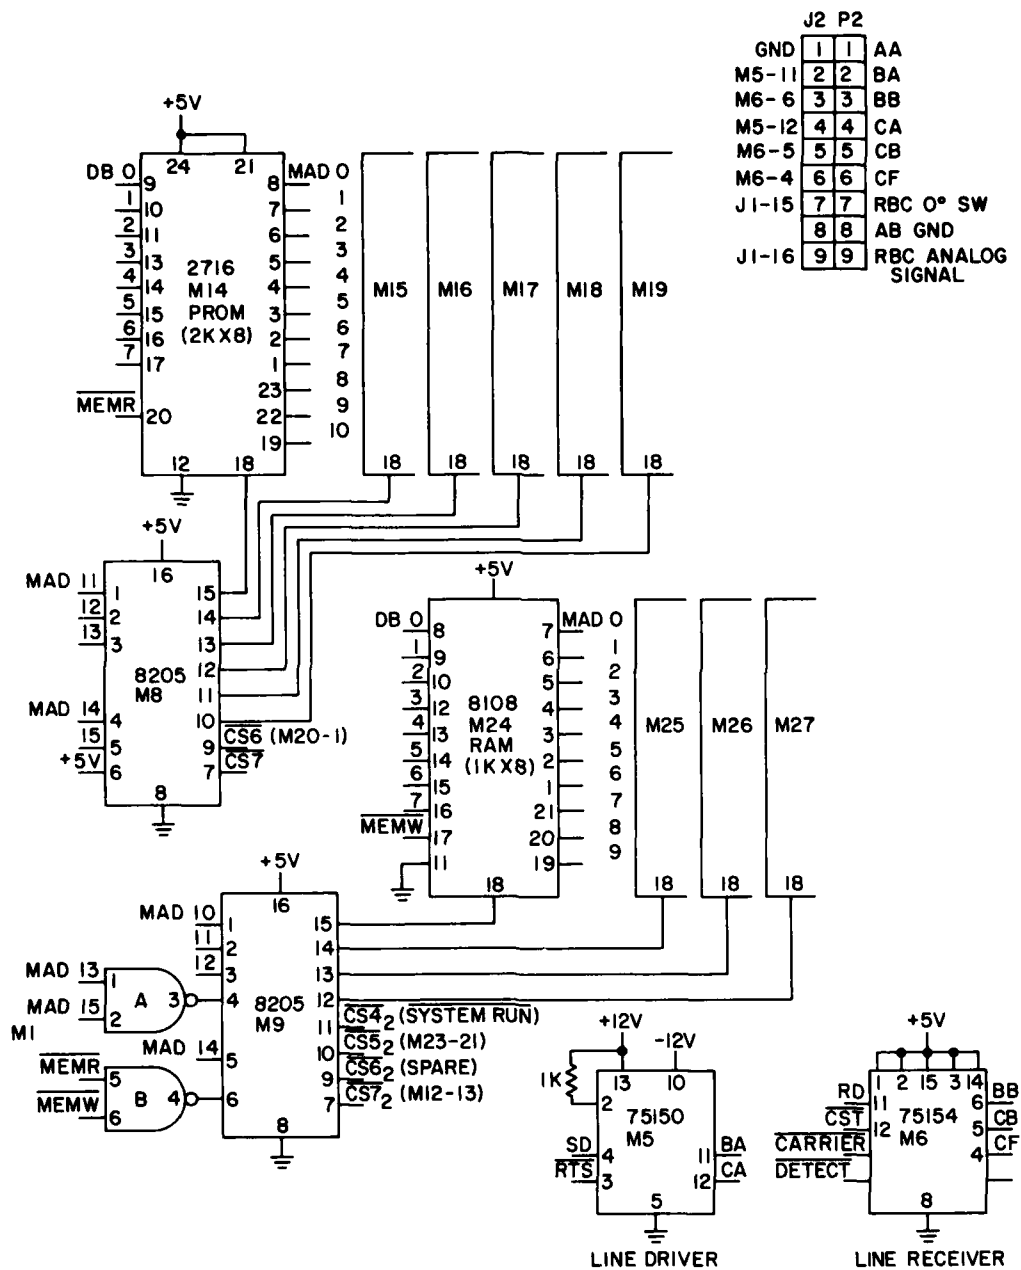 J2 P2
GND 1 1 AA
M5-11 2 2 BA
M6-6 3 3 BB
M5-12 4 4 CA
M6-5 5 5 CB
M6-4 6 6 CF
J1-15 7 7 RBC 0° SW
8 8 AB GND
J1-16 9 9 RBC ANALOG
SIGNAL
+5V
24 21
DB 0 9 8 MAD 0
1 10 7 1
2 11 6 2
3 13 5 3
4 14 4 4
5 15 3 5
6 16 2 6
7 17 1 7
23 8
MEMR 20 22 9
19 10
2716
M14
PROM
(2KX8)
12 18
M15 M16 M17 M18 M19
18 18 18 18 18
+5V
16
MAD 11 1 15
12 2 14
13 3 13
12
8205
M8
11
MAD 14 4 10
15 5 9 CS6 (M20-1)
+5V 6 7 CS7
8
+5V
DB 0 8 7 MAD 0
1 9 6 1
2 10 5 2
3 12 4 3
4 13 3 4
5 14 2 5
6 15 1 6
7 16 21 7
MEMW 17 20 8
11 19 9
8108
M24
RAM
(1KX8)
18
M25 M26 M27
18 18 18
+5V
16
MAD 10 1 15
11 2 14
12 3 13
MAD 13 1
A 3 4 12
MAD 15 2
M1
8205
M9
11 CS4₂ (SYSTEM RUN)
MAD 14 5 10 CS5₂ (M23-21)
MEMR 5
9 CS6₂ (SPARE)
B 4 6 7 CS7₂ (M12-13)
MEMW 6
8
+12V -12V
1K
13 10
2
75150
M5
SD 4 11 BA
RTS 3 12 CA
5
LINE DRIVER
+5V
1 2 15 3 14
RD 11 6 BB
CST 12 5 CB
CARRIER 4 CF
DETECT
75154
M6
8
LINE RECEIVER